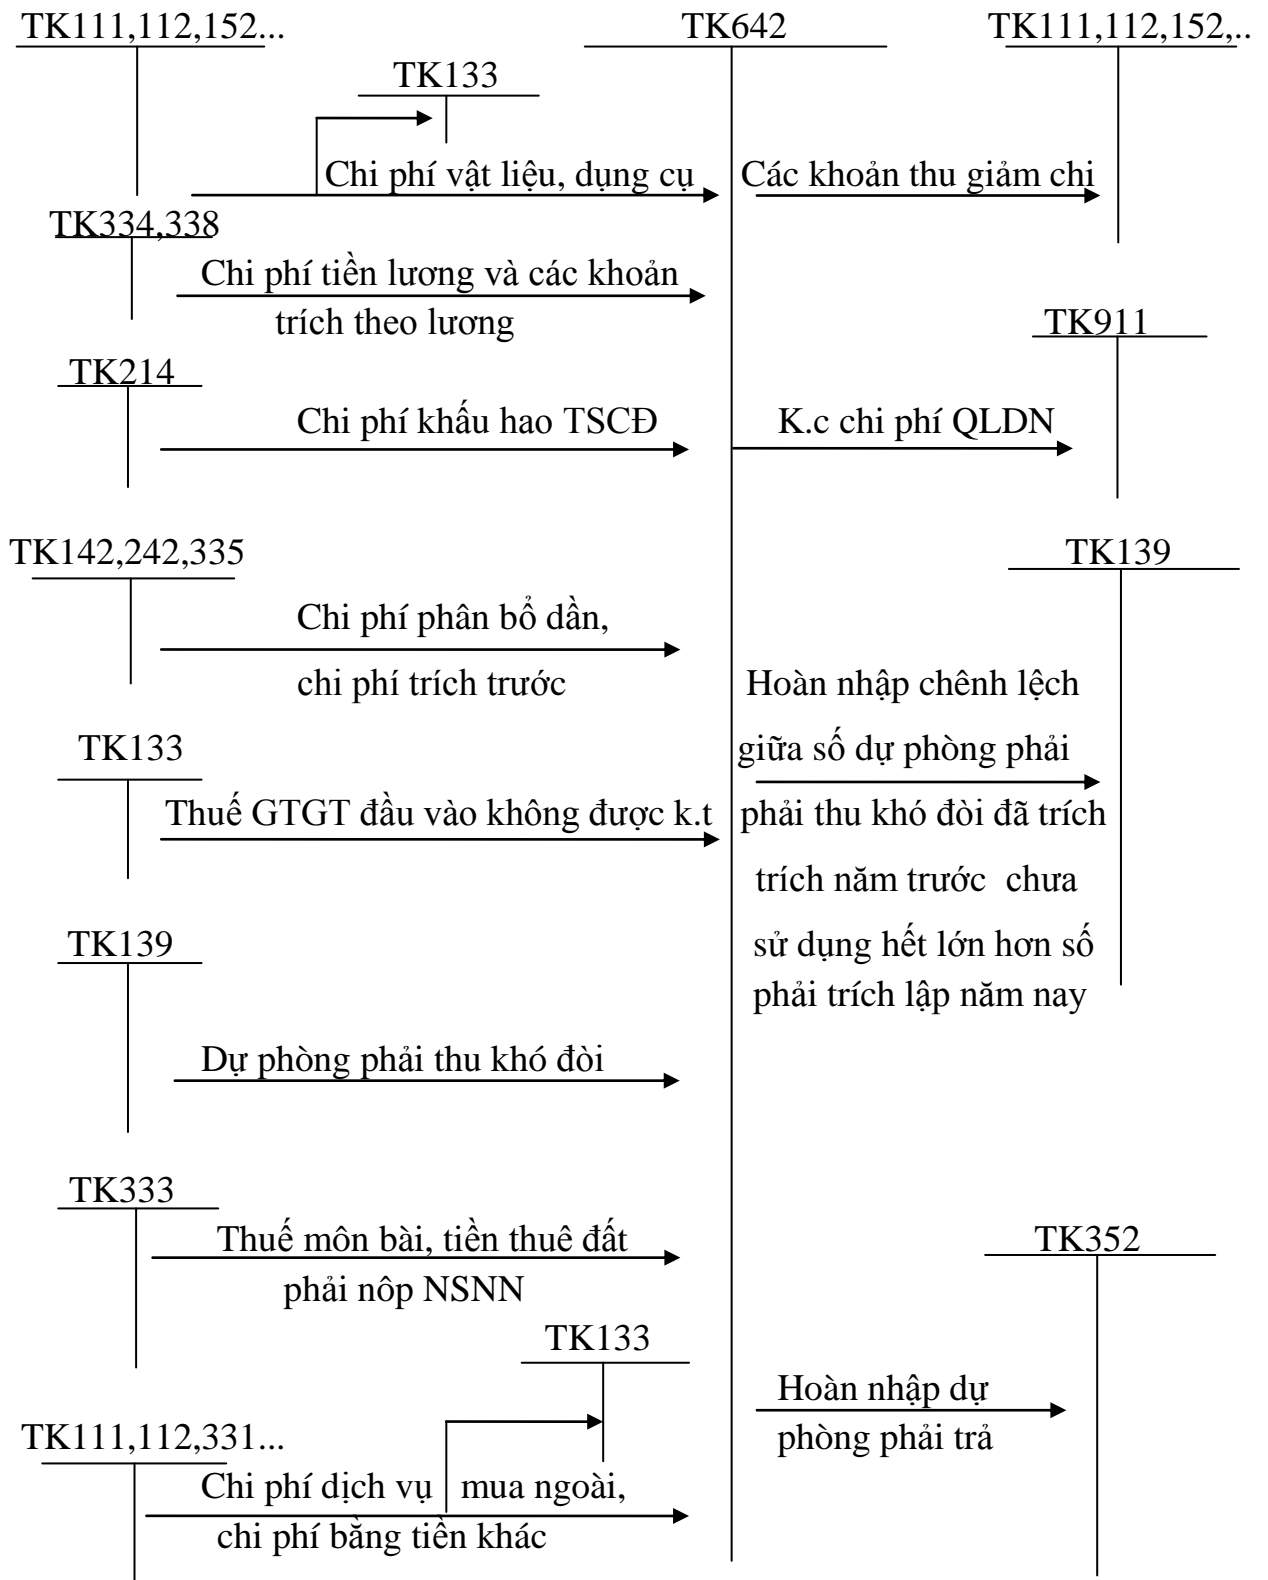 TK111,112,152...
TK642
TK111,112,152,..
TK133
Chi phí vật liệu, dụng cụ
Các khoản thu giảm chi
TK334,338
Chi phí tiền lương và các khoản
trích theo lương
TK911
TK214
Chi phí khấu hao TSCĐ
K.c chi phí QLDN
TK142,242,335
TK139
Chi phí phân bổ dần,
chi phí trích trước
Hoàn nhập chênh lệch
giữa số dự phòng phải
phải thu khó đòi đã trích
trích năm trước chưa
sử dụng hết lớn hơn số
phải trích lập năm nay
TK133
Thuế GTGT đầu vào không được k.t
TK139
Dự phòng phải thu khó đòi
TK333
Thuế môn bài, tiền thuê đất
phải nôp NSNN
TK352
TK133
Hoàn nhập dự
phòng phải trả
TK111,112,331...
Chi phí dịch vụ mua ngoài,
chi phí bằng tiền khác